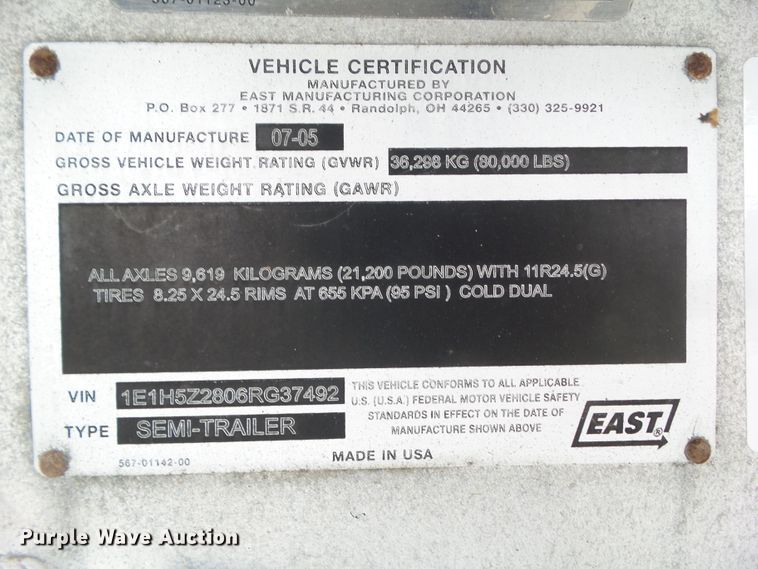 567-01123-00
VEHICLE CERTIFICATION
MANUFACTURED BY
EAST MANUFACTURING CORPORATION
P.O. Box 277 • 1871 S.R. 44 • Randolph, OH 44265 • (330) 325-9921
DATE OF MANUFACTURE 07-05
GROSS VEHICLE WEIGHT RATING (GVWR) 36,298 KG (80,000 LBS)
GROSS AXLE WEIGHT RATING (GAWR)
ALL AXLES 9,619 KILOGRAMS (21,200 POUNDS) WITH 11R24.5(G)
TIRES 8.25 X 24.5 RIMS AT 655 KPA (95 PSI ) COLD DUAL
VIN 1E1H5Z2806RG37492
TYPE SEMI-TRAILER
THIS VEHICLE CONFORMS TO ALL APPLICABLE
U.S. (U.S.A.) FEDERAL MOTOR VEHICLE SAFETY
STANDARDS IN EFFECT ON THE DATE OF
MANUFACTURE SHOWN ABOVE
EAST®
567-01142-00
MADE IN USA
Purple Wave Auction